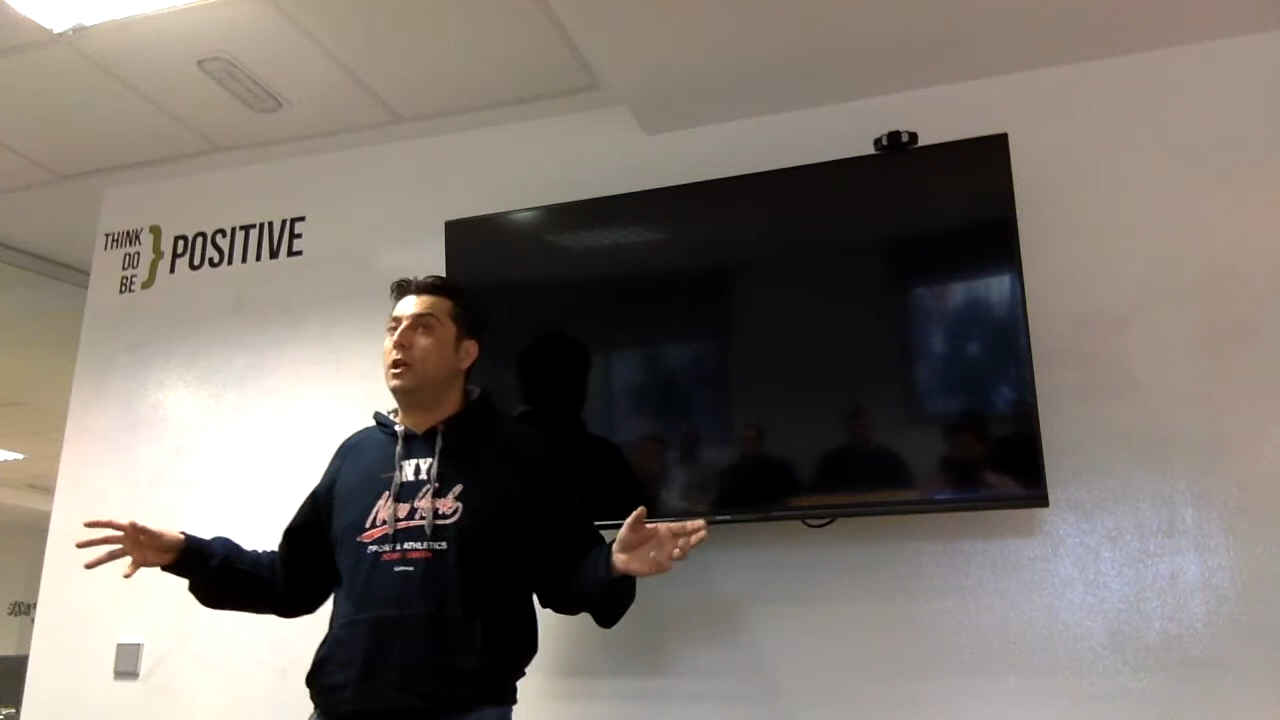 THINK
DO
BE
} POSITIVE
NY
New York
SPORT & ATHLETICS